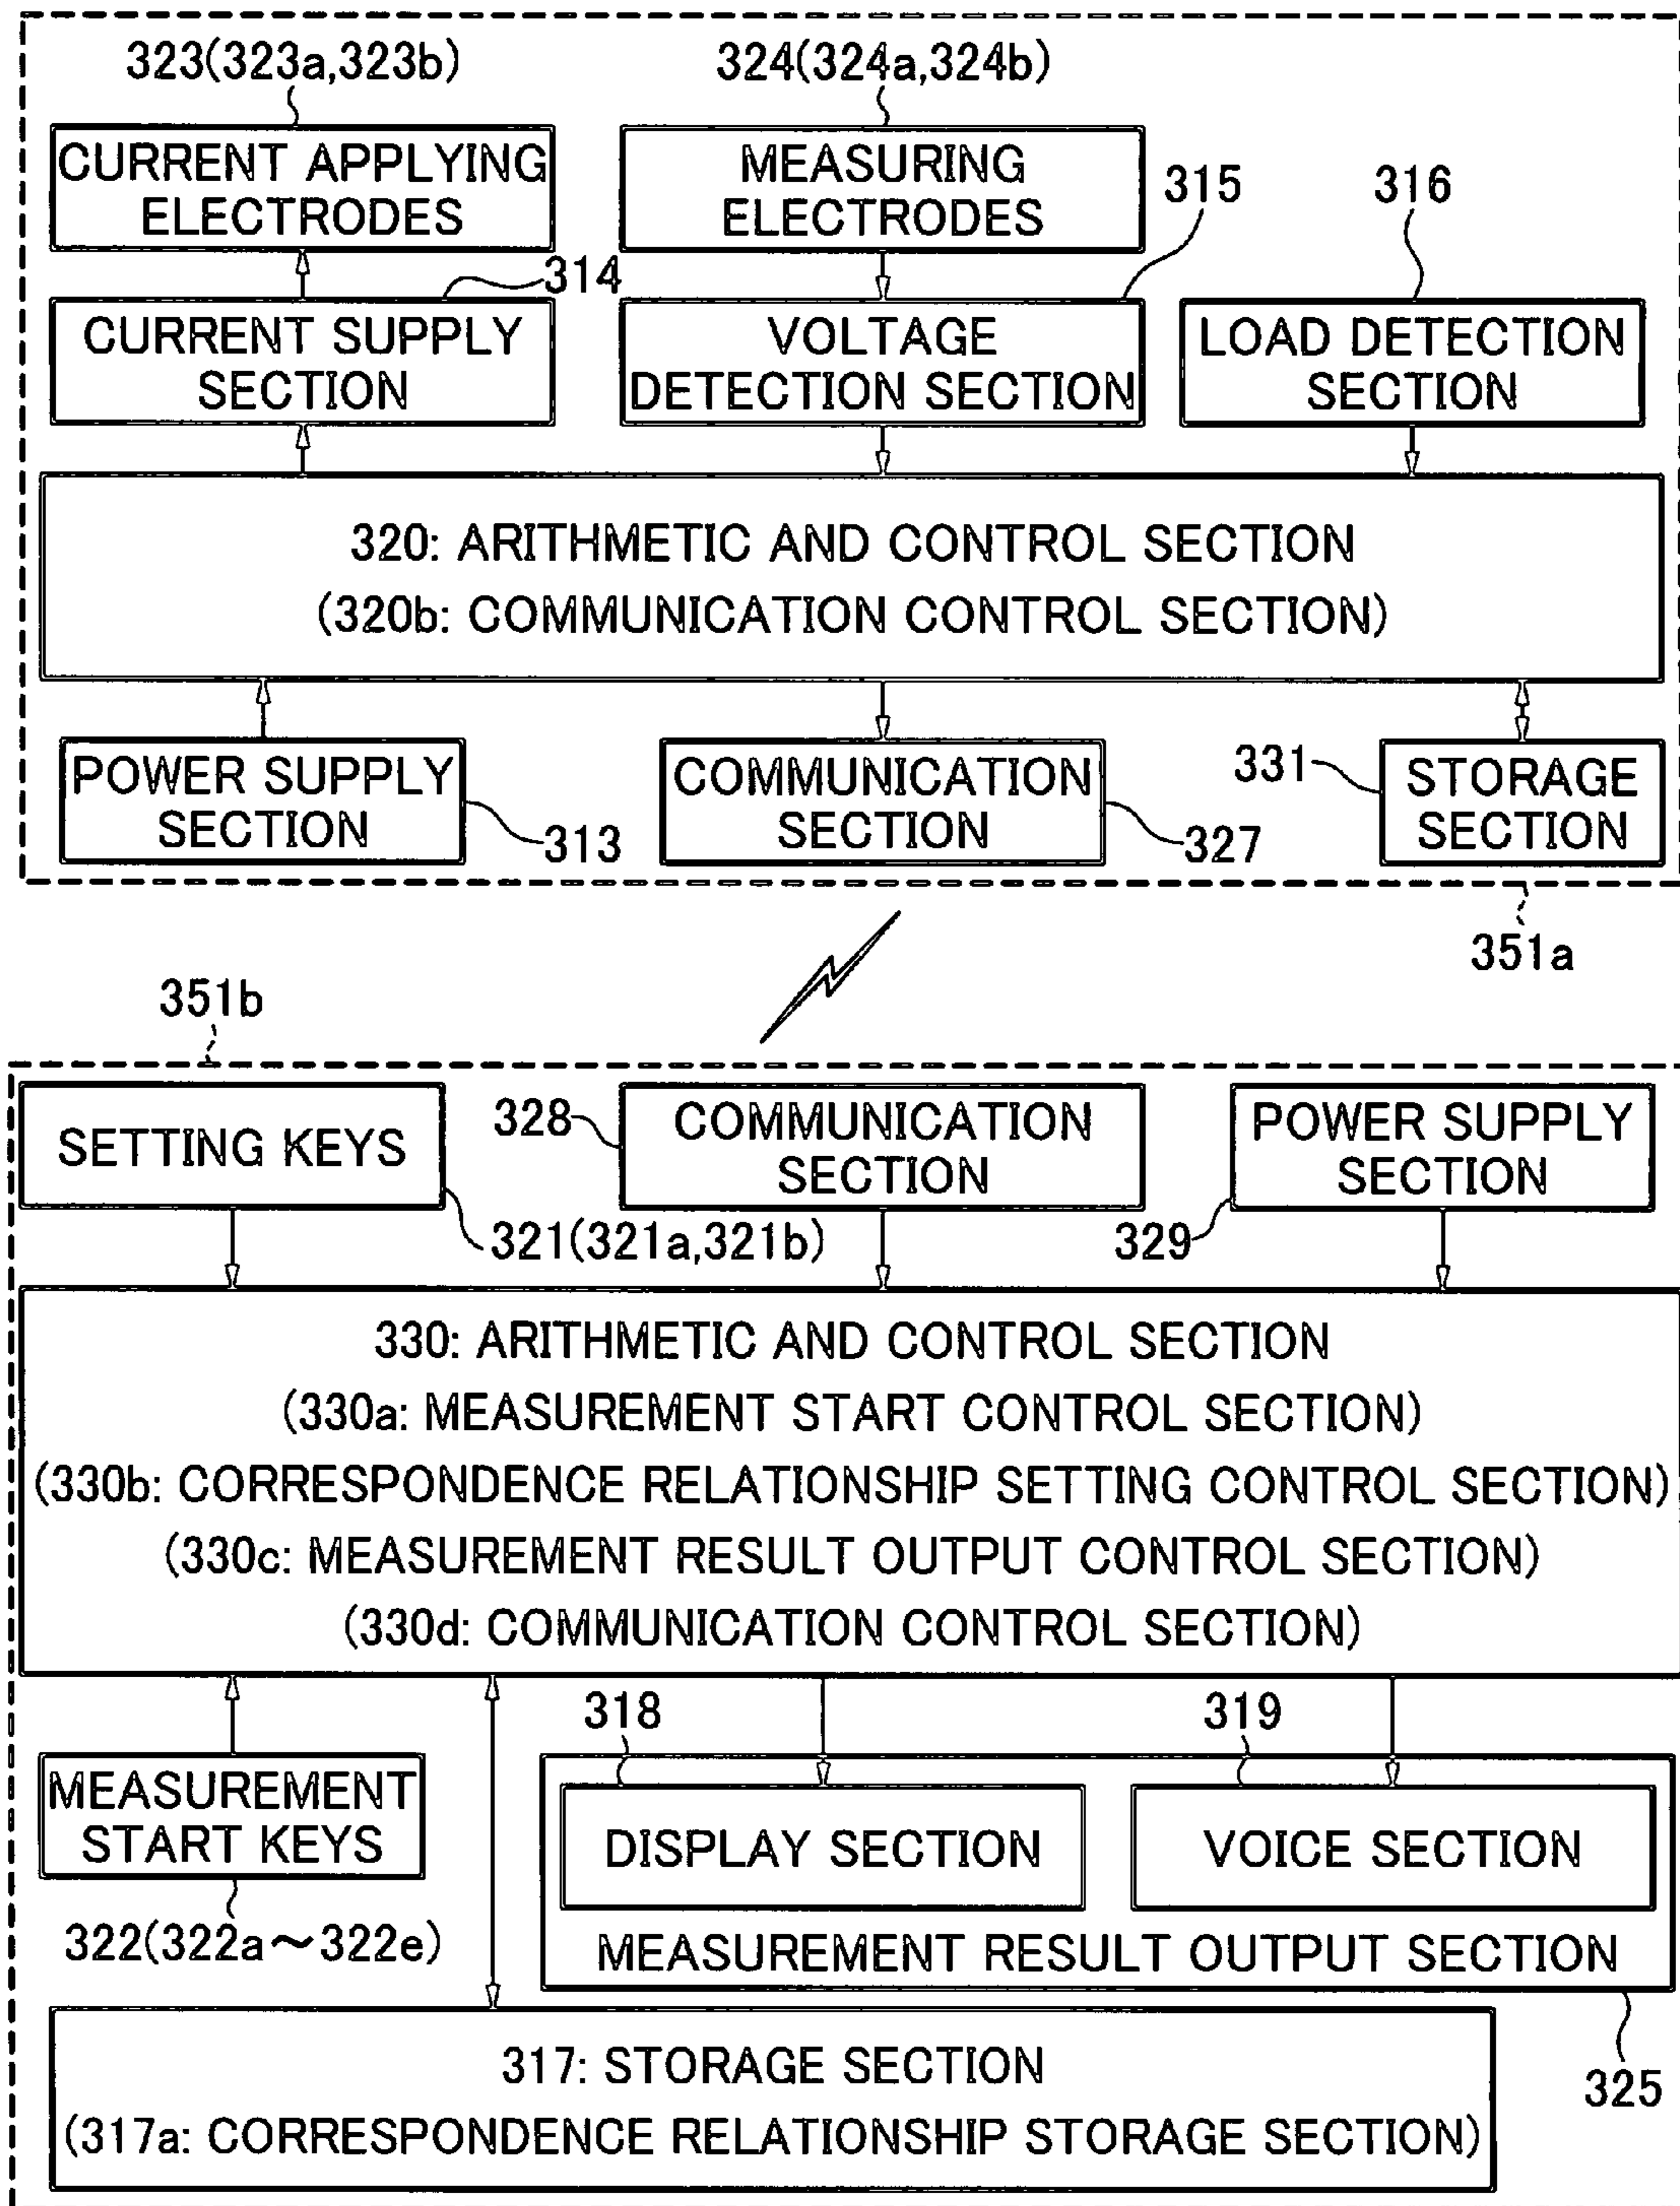 323(323a,323b)
324(324a,324b)
CURRENT APPLYING
ELECTRODES
MEASURING
ELECTRODES
315
316
314
CURRENT SUPPLY
SECTION
VOLTAGE
DETECTION SECTION
LOAD DETECTION
SECTION
320: ARITHMETIC AND CONTROL SECTION
(320b: COMMUNICATION CONTROL SECTION)
POWER SUPPLY
SECTION
313
COMMUNICATION
SECTION
327
331
STORAGE
SECTION
351a
351b
SETTING KEYS
321(321a,321b)
328
COMMUNICATION
SECTION
POWER SUPPLY
SECTION
329
330: ARITHMETIC AND CONTROL SECTION
(330a: MEASUREMENT START CONTROL SECTION)
(330b: CORRESPONDENCE RELATIONSHIP SETTING CONTROL SECTION)
(330c: MEASUREMENT RESULT OUTPUT CONTROL SECTION)
(330d: COMMUNICATION CONTROL SECTION)
318
319
MEASUREMENT
START KEYS
322(322a～322e)
DISPLAY SECTION
VOICE SECTION
MEASUREMENT RESULT OUTPUT SECTION
325
317: STORAGE SECTION
(317a: CORRESPONDENCE RELATIONSHIP STORAGE SECTION)